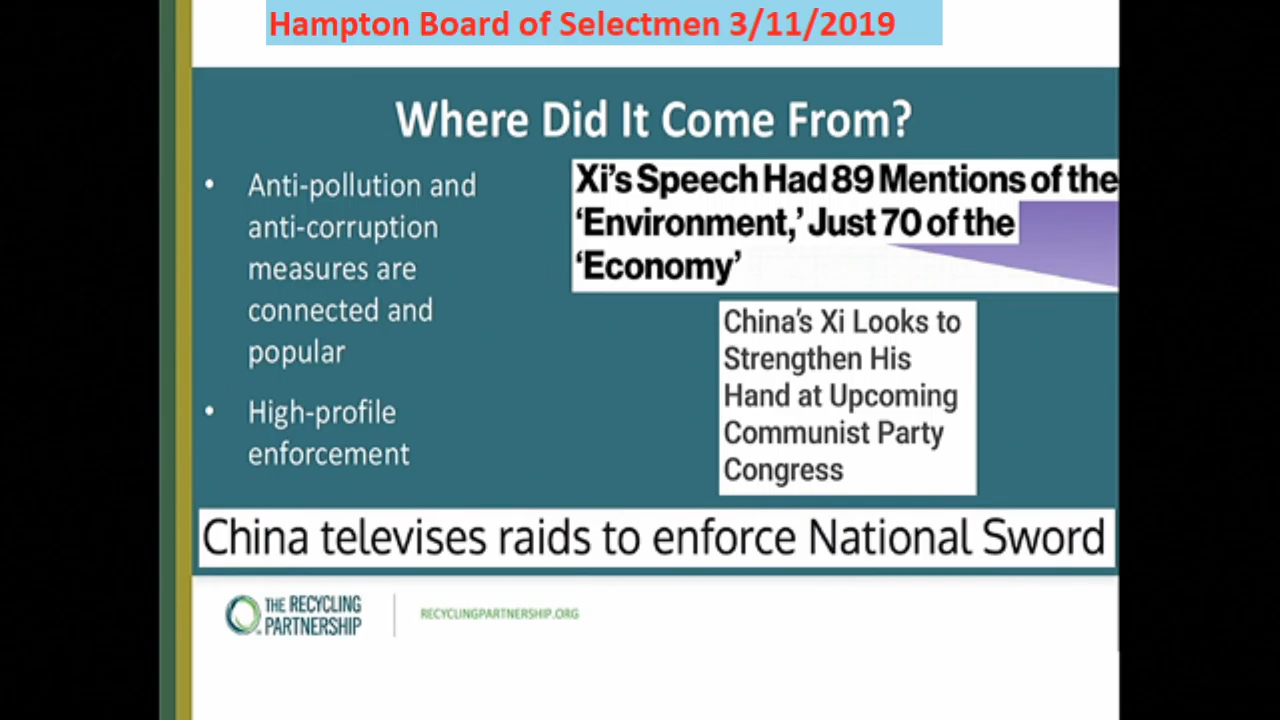 Hampton Board of Selectmen 3/11/2019
Where Did It Come From?
• Anti-pollution and
anti-corruption
measures are
connected and
popular
• High-profile
enforcement
Xi's Speech Had 89 Mentions of the
'Environment,' Just 70 of the
'Economy'
China's Xi Looks to
Strengthen His
Hand at Upcoming
Communist Party
Congress
China televises raids to enforce National Sword
THE RECYCLING
PARTNERSHIP
RECYCLINGPARTNERSHIP.ORG